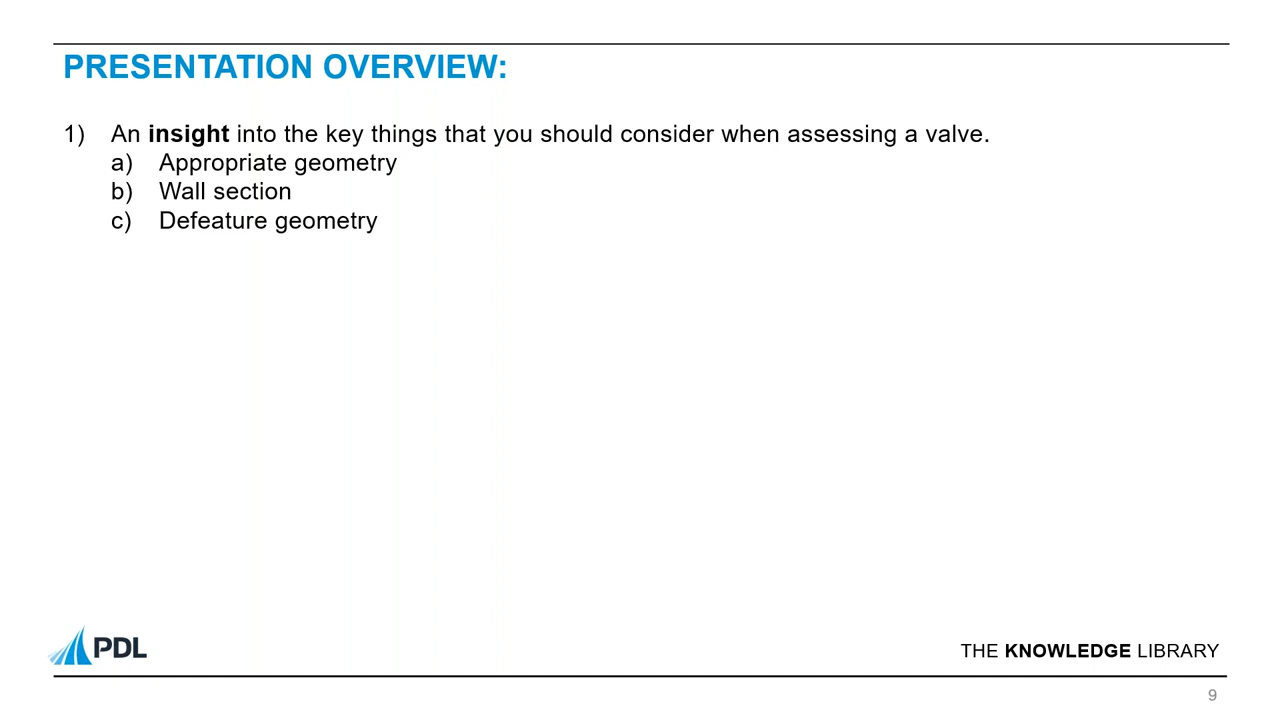 PRESENTATION OVERVIEW:
1) An insight into the key things that you should consider when assessing a valve.
a) Appropriate geometry
b) Wall section
c) Defeature geometry
PDL
THE KNOWLEDGE LIBRARY
9